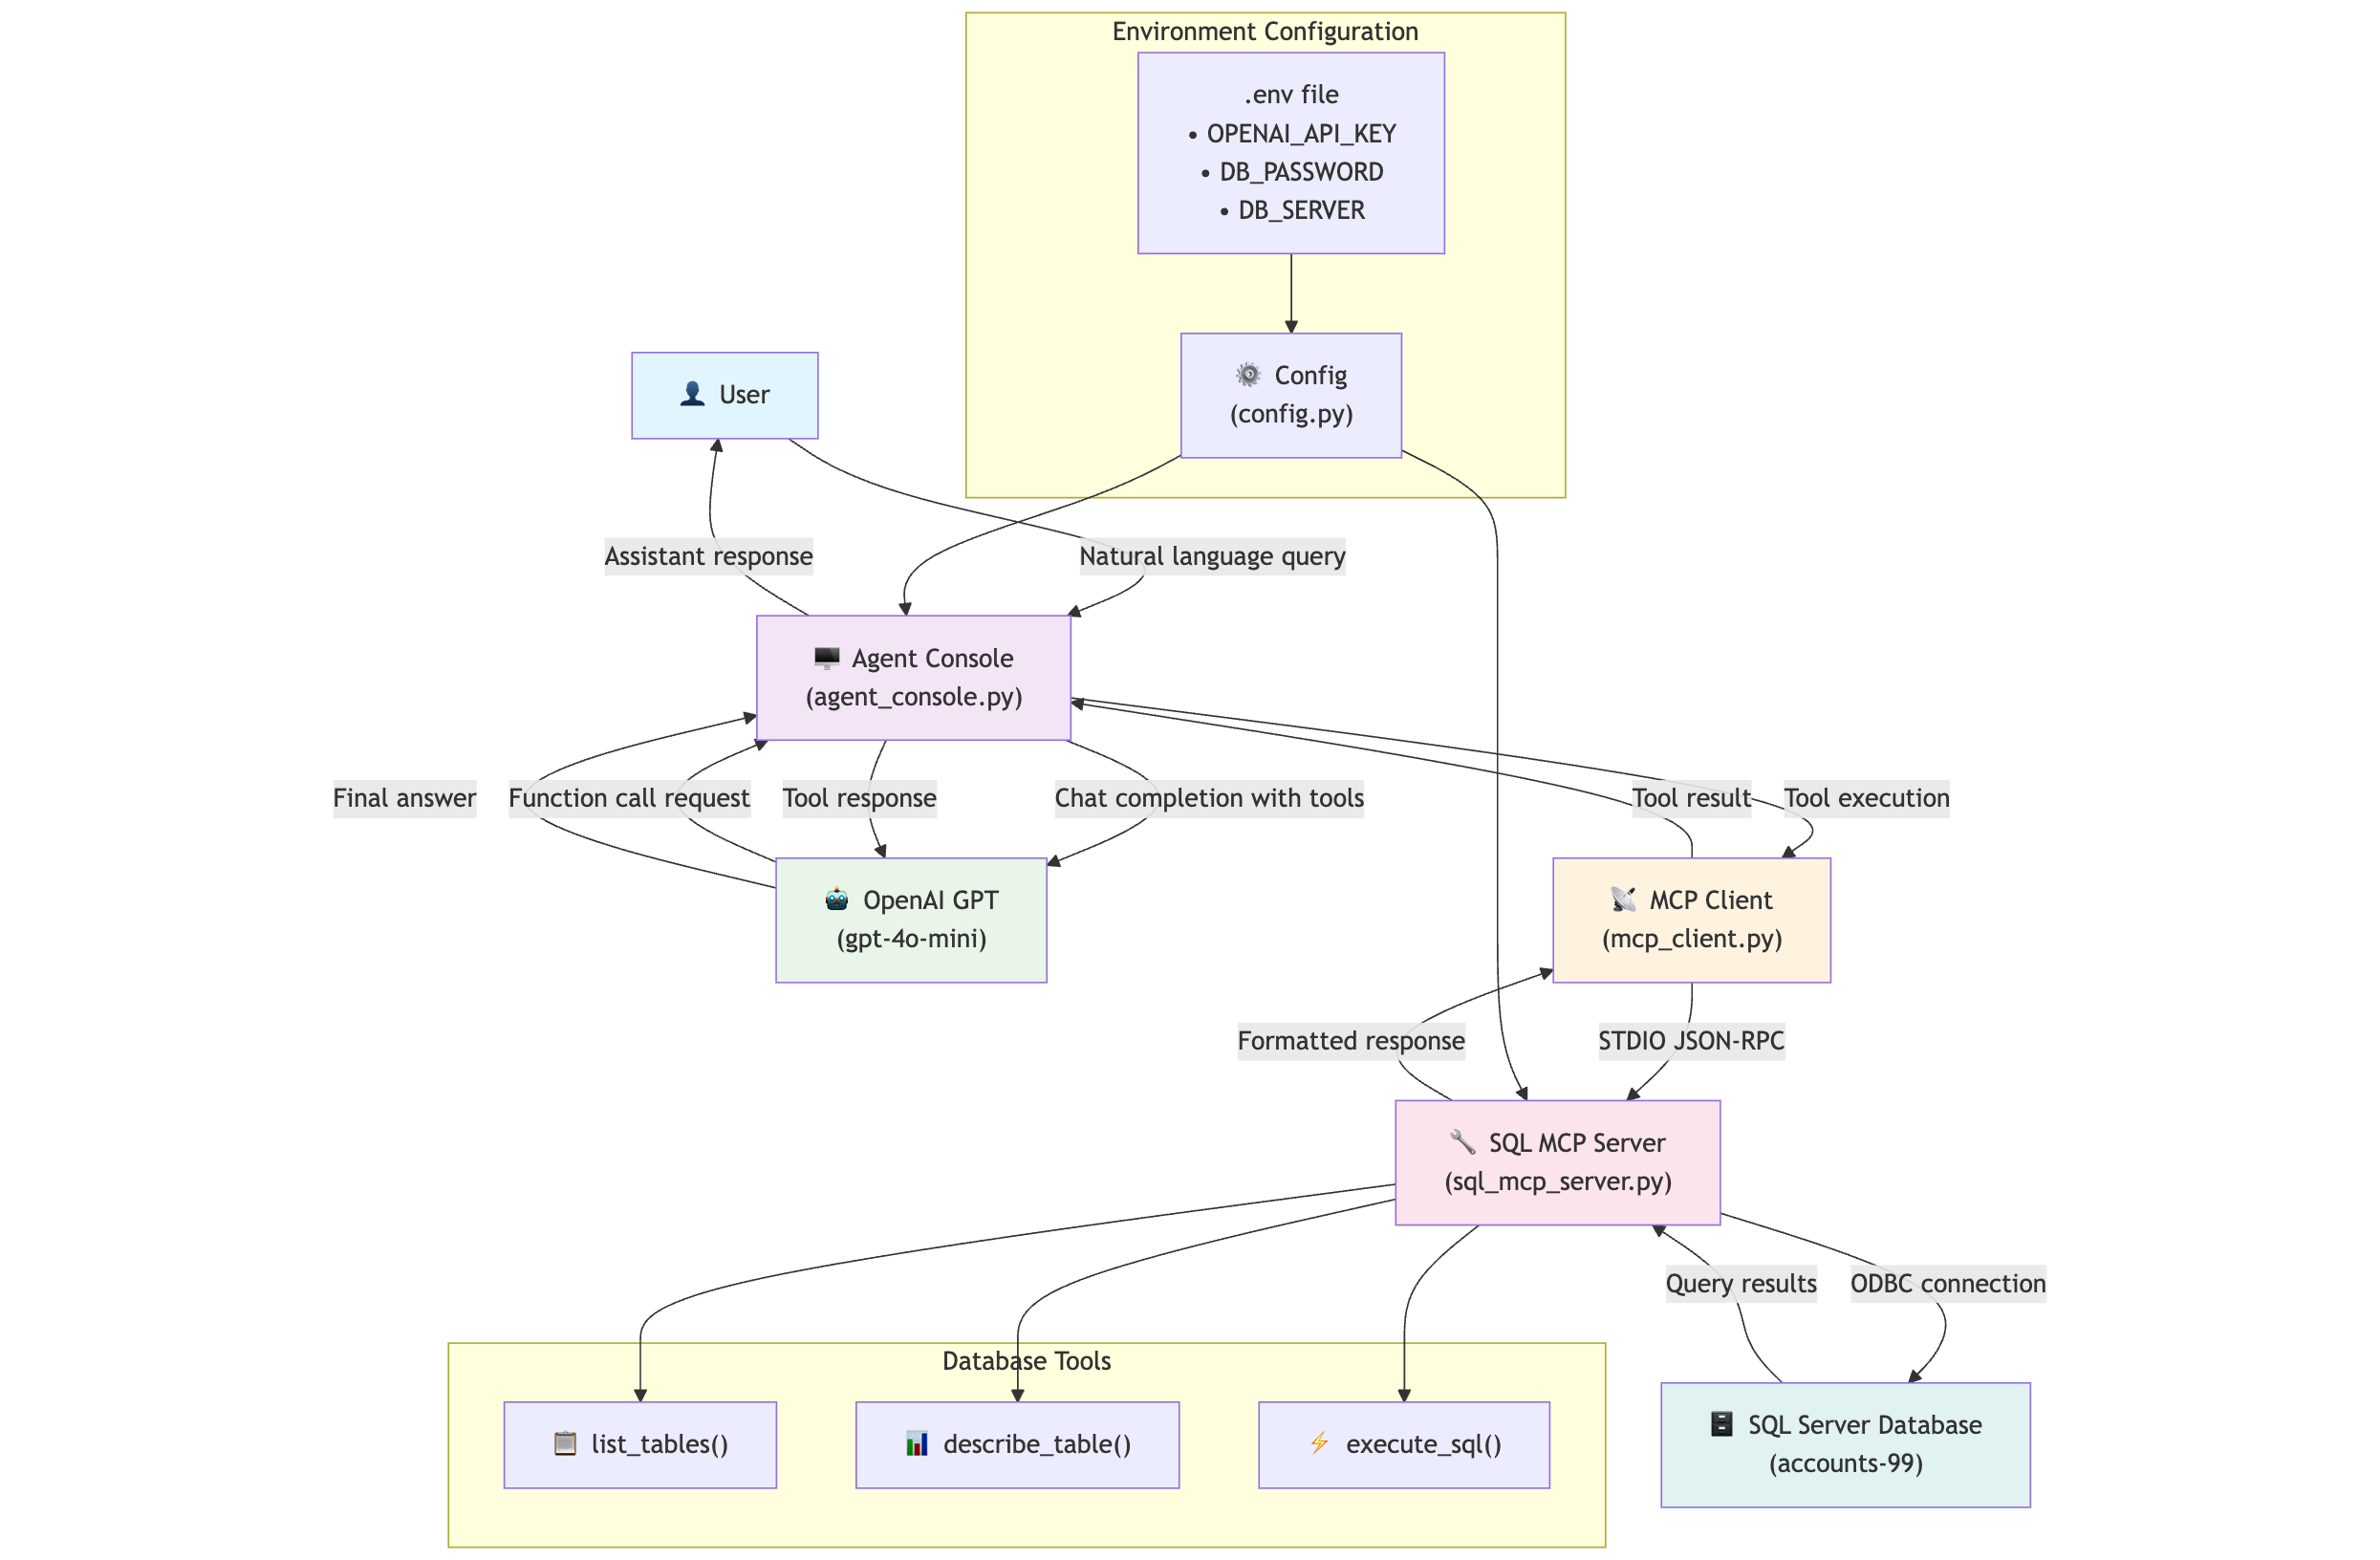 Environment Configuration
.env file
• OPENAI_API_KEY
• DB_PASSWORD
• DB_SERVER
⚙️ Config
(config.py)
👤 User
Assistant response
Natural language query
🖥️ Agent Console
(agent_console.py)
Final answer
Function call request
Tool response
Chat completion with tools
Tool result
Tool execution
🤖 OpenAI GPT
(gpt-4o-mini)
📡 MCP Client
(mcp_client.py)
Formatted response
STDIO JSON-RPC
🔧 SQL MCP Server
(sql_mcp_server.py)
Query results
ODBC connection
Database Tools
📋 list_tables()
📊 describe_table()
⚡ execute_sql()
🗄️ SQL Server Database
(accounts-99)